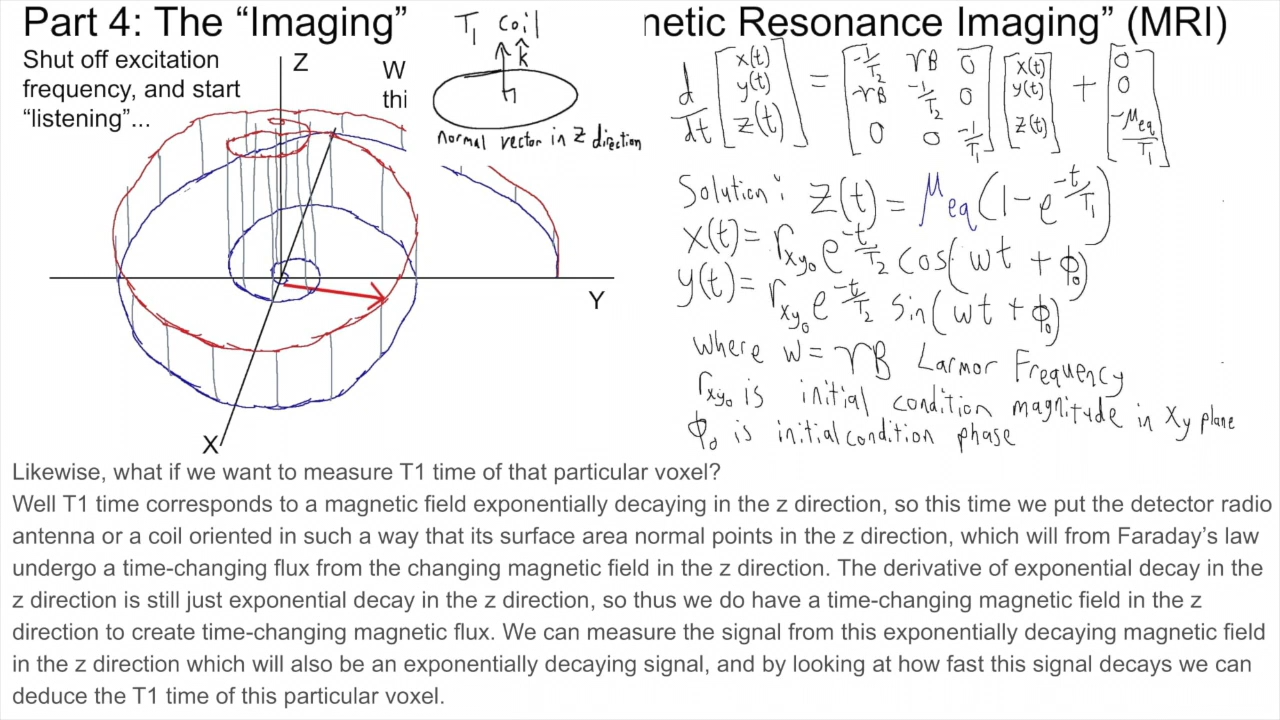 Part 4: The “Imaging”
netic Resonance Imaging” (MRI)
Shut off excitation
frequency, and start
“listening”...
Z
W
thi
Y
X
T₁ coil
k̂
normal vector in z direction
d/dt [x(t) y(t) z(t)] = [-1/T₂ γB 0; -γB -1/T₂ 0; 0 0 -1/T₁] [x(t) y(t) z(t)] + [0 0 -μeq/T₁]
Solution: z(t) = μeq(1-e^(-t/T₁))
x(t) = r_xy₀ e^(-t/T₂) cos(wt + φ₀)
y(t) = r_xy₀ e^(-t/T₂) sin(wt + φ₀)
where w = γB Larmor Frequency
r_xy₀ is initial condition magnitude in xy plane
φ₀ is initial condition phase
Likewise, what if we want to measure T1 time of that particular voxel?
Well T1 time corresponds to a magnetic field exponentially decaying in the z direction, so this time we put the detector radio
antenna or a coil oriented in such a way that its surface area normal points in the z direction, which will from Faraday’s law
undergo a time-changing flux from the changing magnetic field in the z direction. The derivative of exponential decay in the
z direction is still just exponential decay in the z direction, so thus we do have a time-changing magnetic field in the z
direction to create time-changing magnetic flux. We can measure the signal from this exponentially decaying magnetic field
in the z direction which will also be an exponentially decaying signal, and by looking at how fast this signal decays we can
deduce the T1 time of this particular voxel.